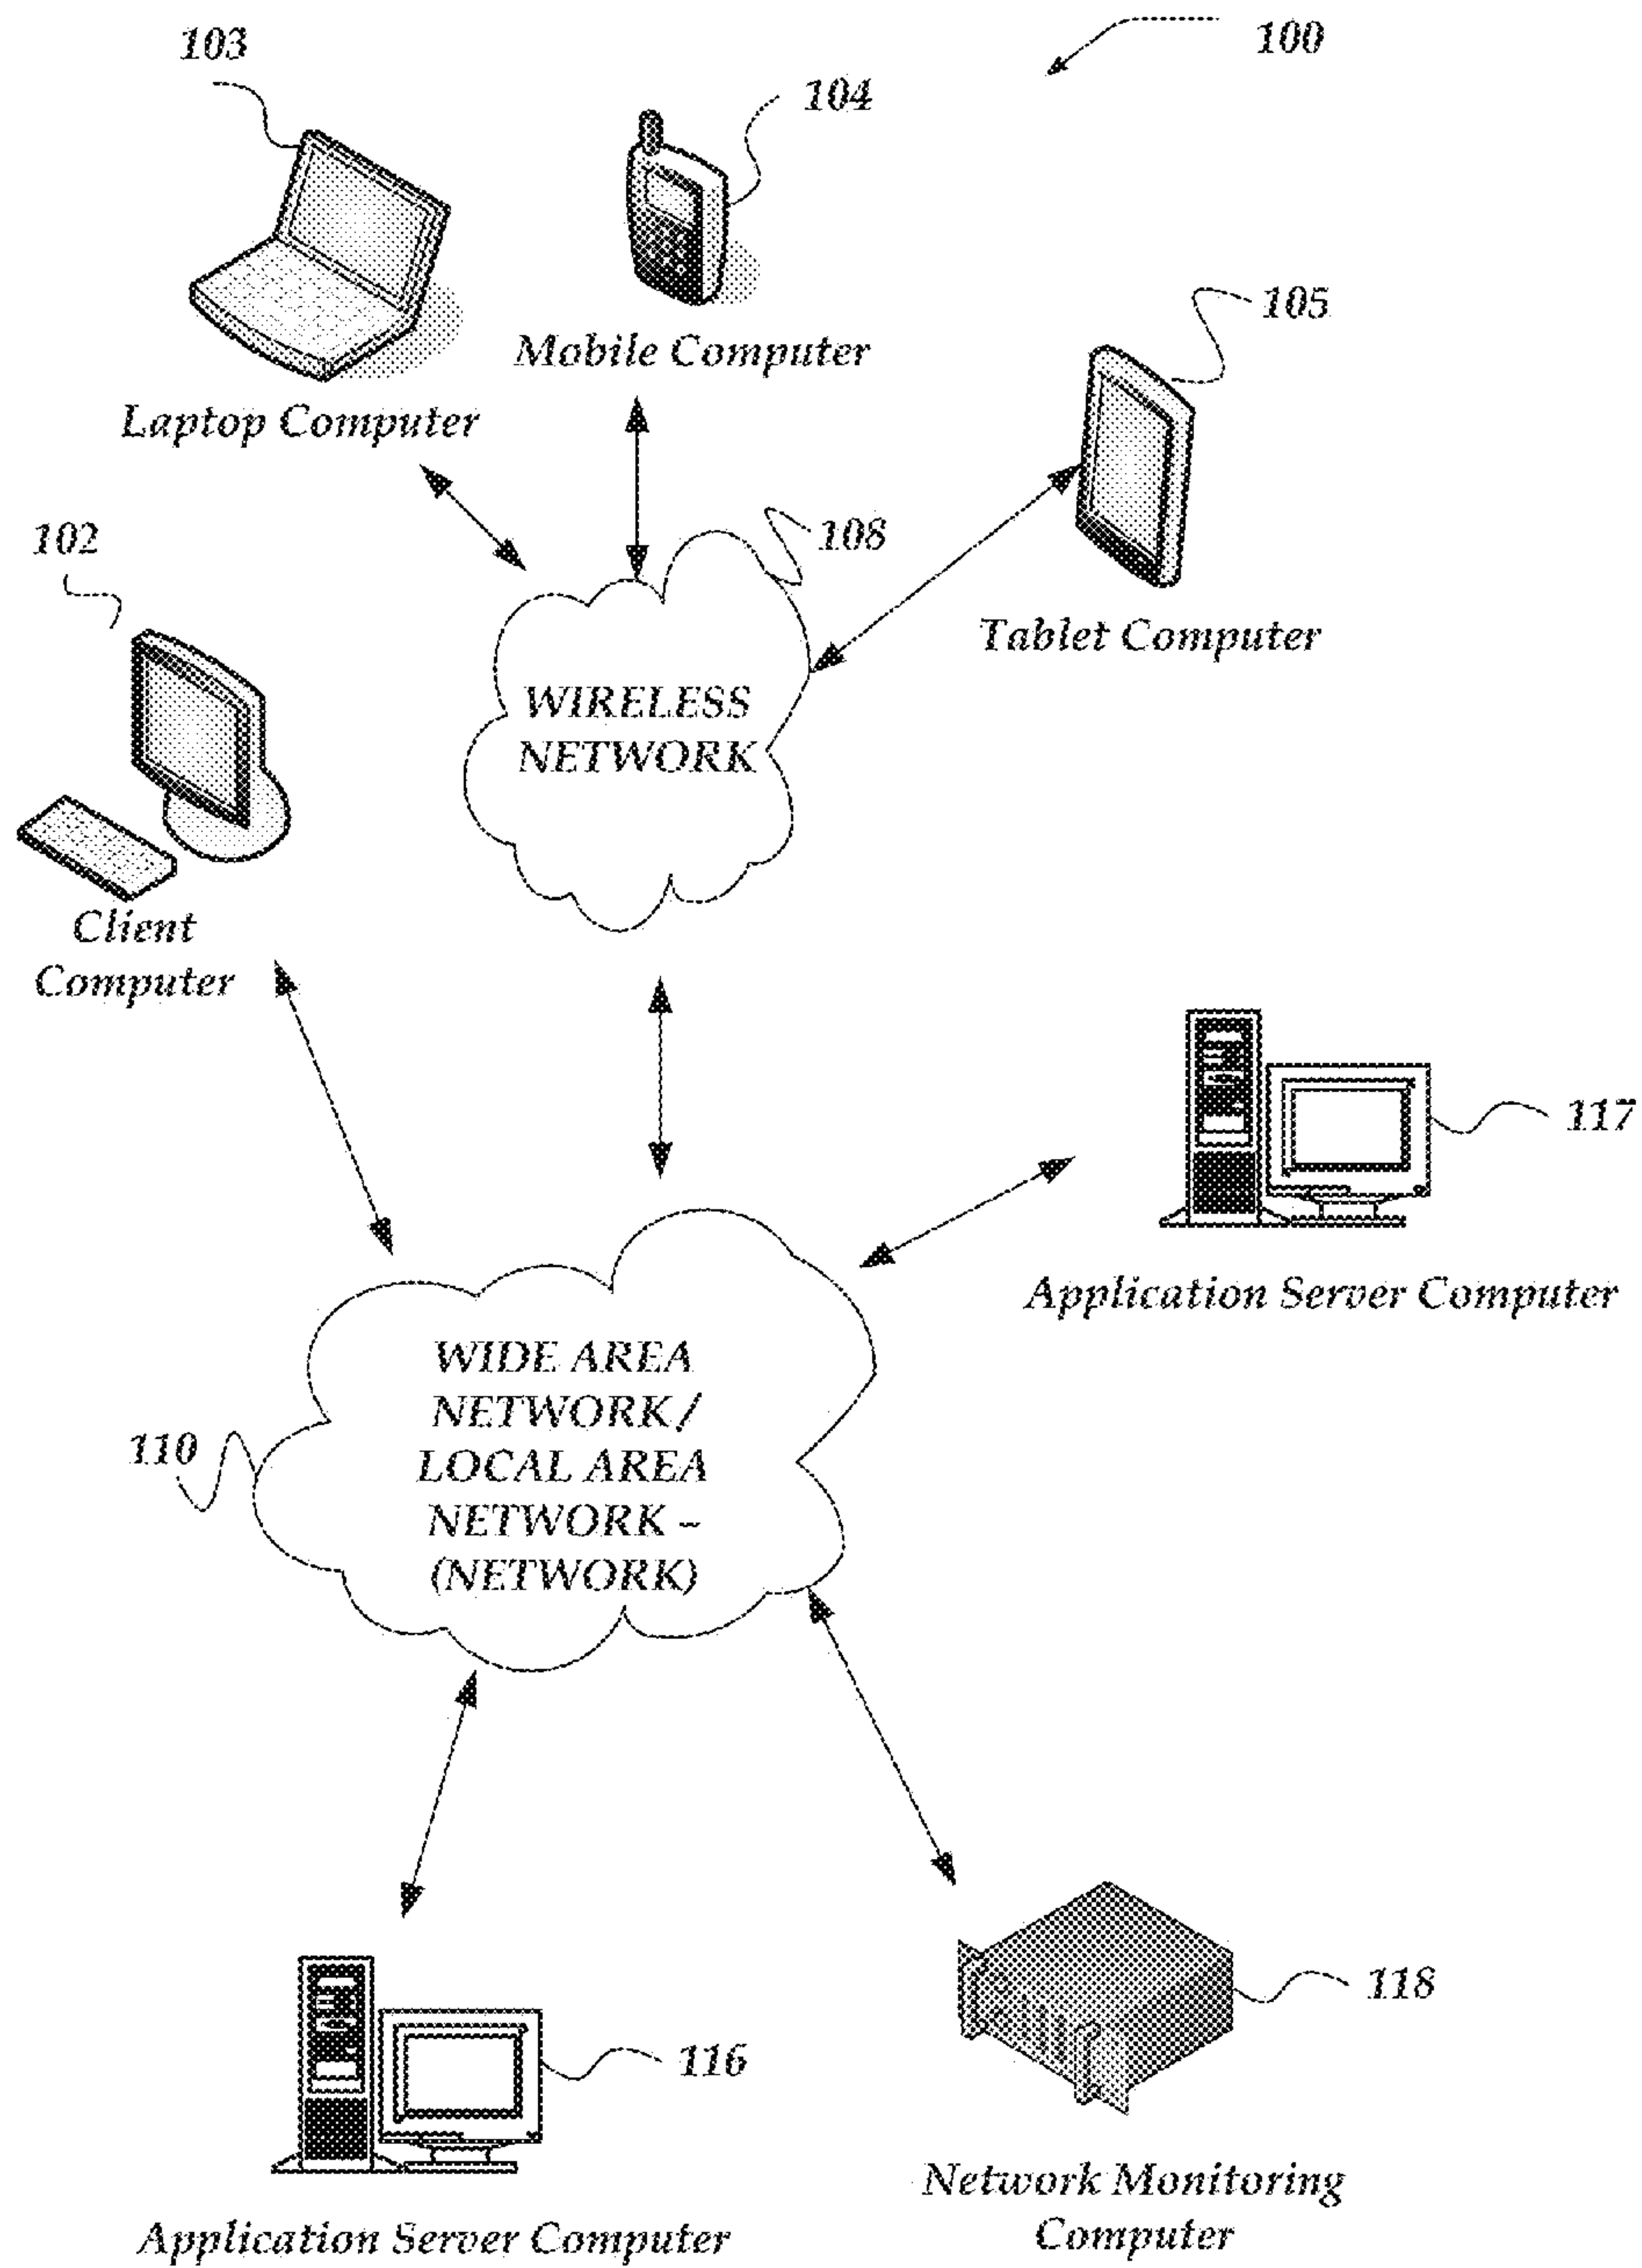 103
100
104
105
Mobile Computer
Laptop Computer
102
108
Tablet Computer
WIRELESS
NETWORK
Client
Computer
117
Application Server Computer
WIDE AREA
NETWORK /
LOCAL AREA
NETWORK –
(NETWORK)
110
118
116
Network Monitoring
Computer
Application Server Computer